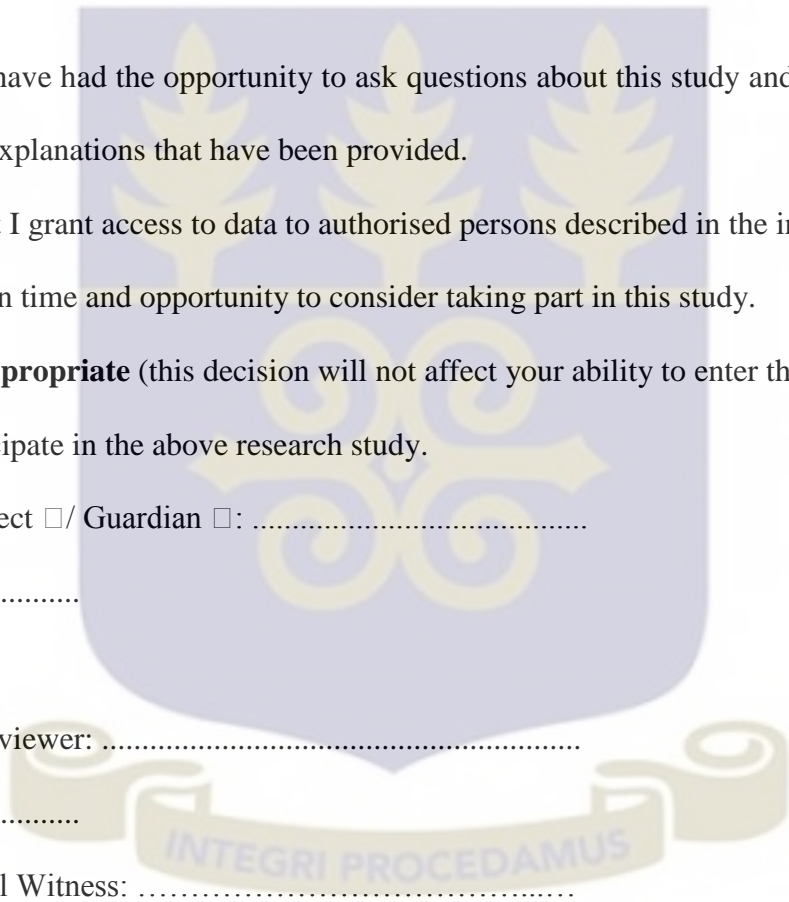 have had the opportunity to ask questions about this study and
xplanations that have been provided.
I grant access to data to authorised persons described in the i
n time and opportunity to consider taking part in this study.
propriate (this decision will not affect your ability to enter th
cipate in the above research study.
ect □/ Guardian □: ..........................................
..........
viewer: ............................................................
..........
INTEGRI PROCEDAMUS
l Witness: ……………………………………...…